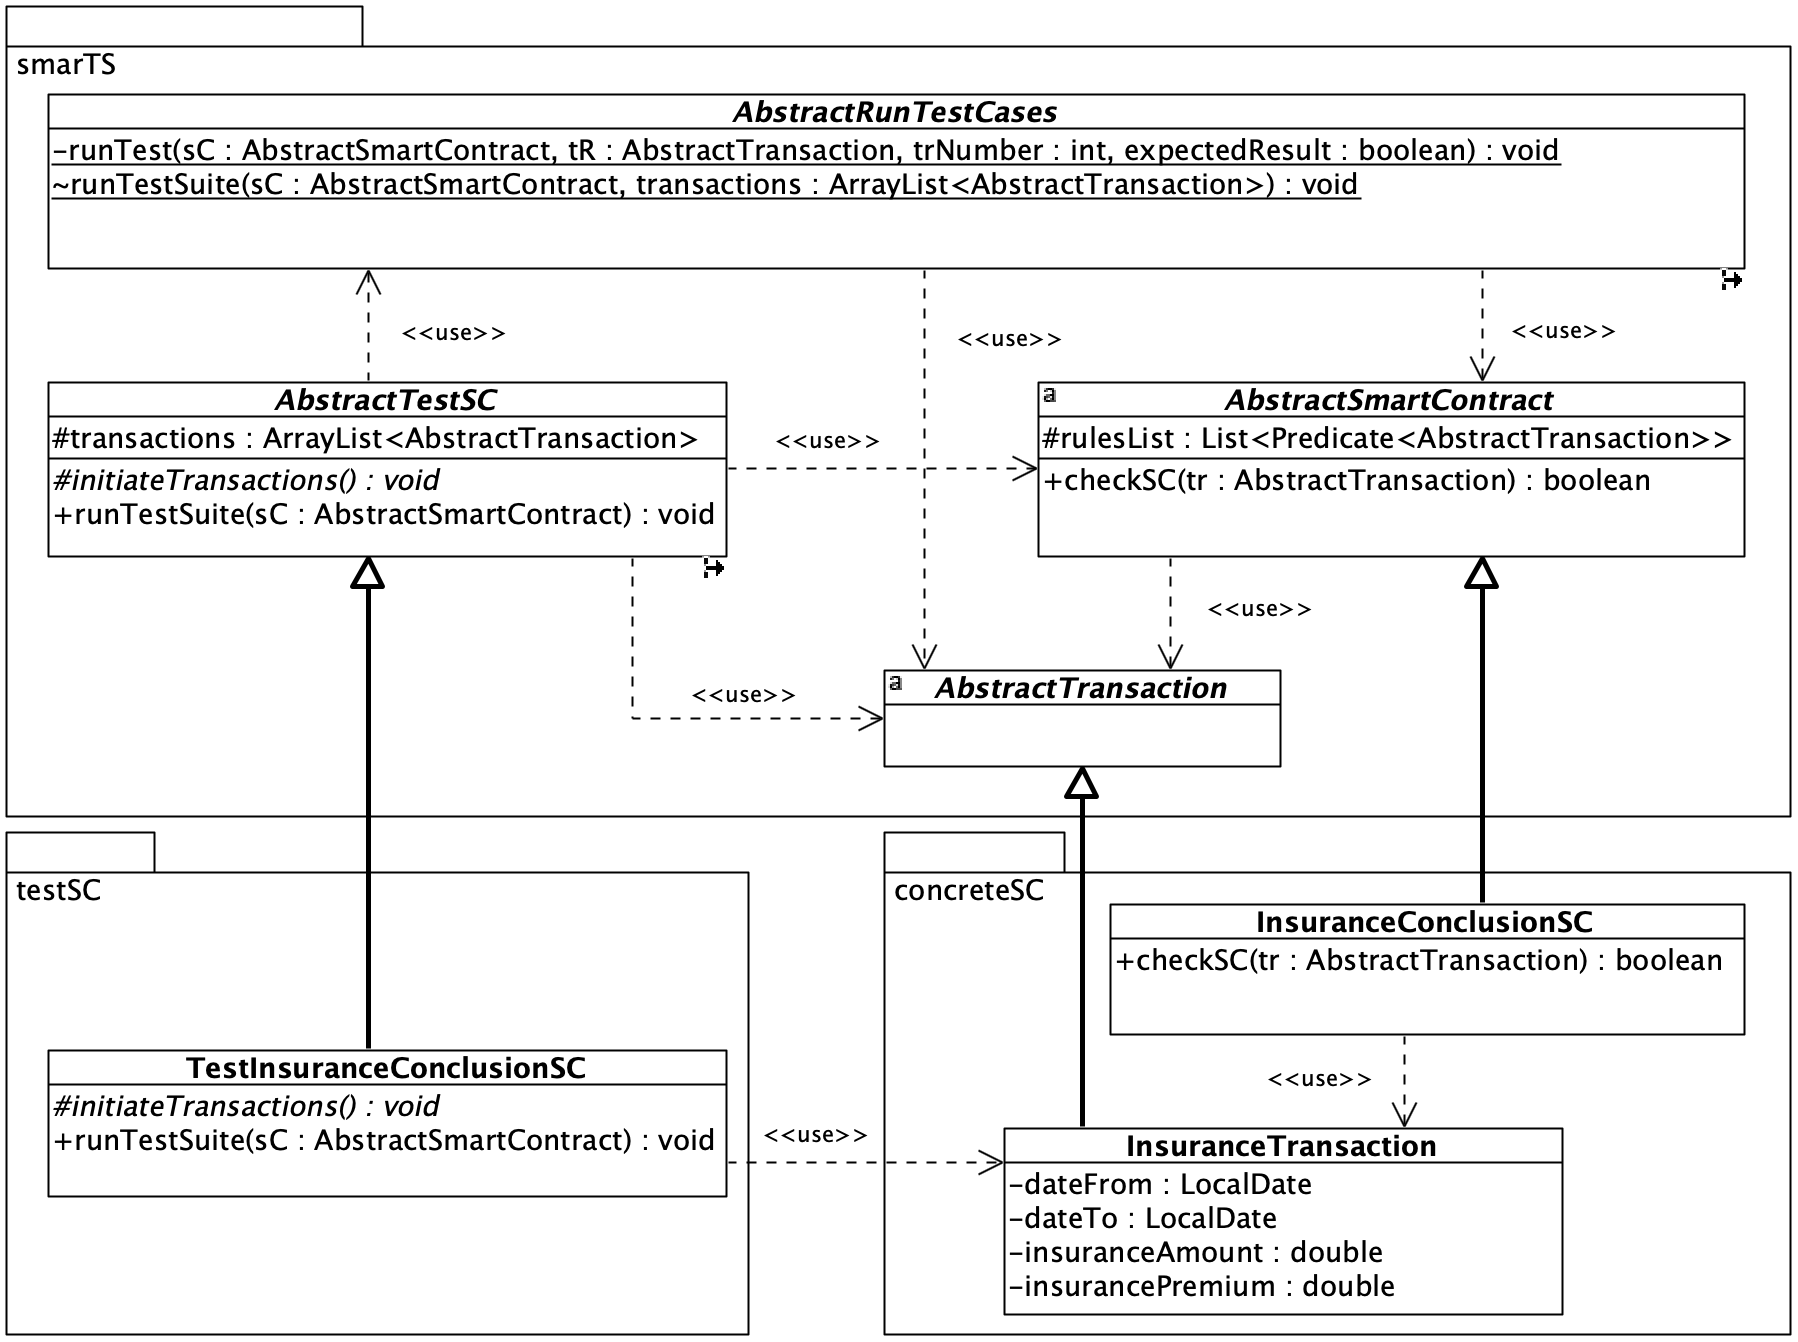 smarTS
AbstractRunTestCases
-runTest(sC : AbstractSmartContract, tR : AbstractTransaction, trNumber : int, expectedResult : boolean) : void
~runTestSuite(sC : AbstractSmartContract, transactions : ArrayList<AbstractTransaction>) : void
<<use>>
<<use>>
<<use>>
AbstractTestSC
#transactions : ArrayList<AbstractTransaction>
#initiateTransactions() : void
+runTestSuite(sC : AbstractSmartContract) : void
<<use>>
a
AbstractSmartContract
#rulesList : List<Predicate<AbstractTransaction>>
+checkSC(tr : AbstractTransaction) : boolean
<<use>>
<<use>>
a
AbstractTransaction
testSC
concreteSC
InsuranceConclusionSC
+checkSC(tr : AbstractTransaction) : boolean
<<use>>
TestInsuranceConclusionSC
#initiateTransactions() : void
+runTestSuite(sC : AbstractSmartContract) : void
<<use>>
InsuranceTransaction
-dateFrom : LocalDate
-dateTo : LocalDate
-insuranceAmount : double
-insurancePremium : double